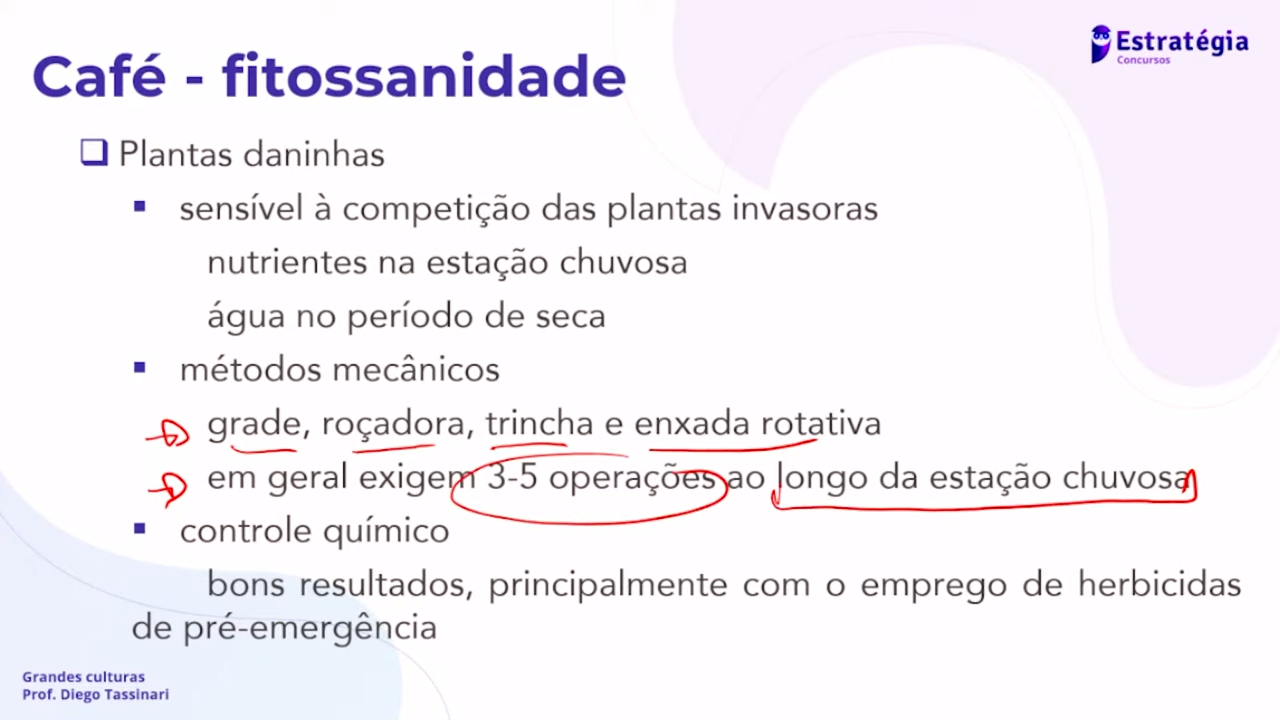 Estratégia
Concursos
Café - fitossanidade
Plantas daninhas
sensível à competição das plantas invasoras
nutrientes na estação chuvosa
água no período de seca
métodos mecânicos
grade, roçadora, trincha e enxada rotativa
em geral exigem 3-5 operações ao longo da estação chuvosa
controle químico
bons resultados, principalmente com o emprego de herbicidas
de pré-emergência
Grandes culturas
Prof. Diego Tassinari